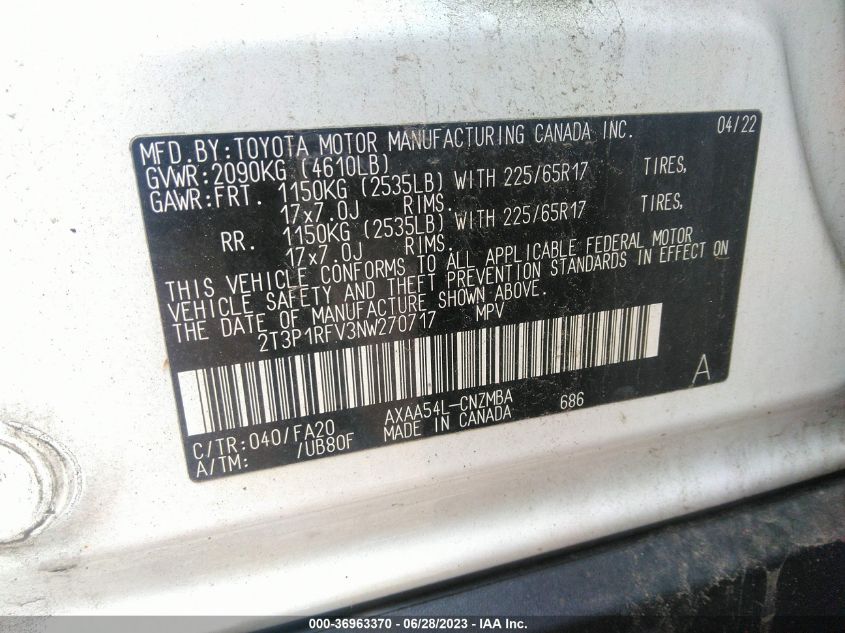 MFD.BY:TOYOTA MOTOR MANUFACTURING CANADA INC. 04/22
GVWR:2090KG (4610LB)
GAWR:FRT. 1150KG (2535LB) WITH 225/65R17 TIRES,
17x7.0J RIMS:
RR. 1150KG (2535LB) WITH 225/65R17 TIRES,
17x7.0J RIMS:
THIS VEHICLE CONFORMS TO ALL APPLICABLE FEDERAL MOTOR
VEHICLE SAFETY AND THEFT PREVENTION STANDARDS IN EFFECT ON
THE DATE OF MANUFACTURE SHOWN ABOVE.
2T3P1RFV3NW270717 MPV
A
C/TR:040/FA20 AXAA54L-CNZMBA 686
A/TM: /UB80F MADE IN CANADA
000-36963370 - 06/28/2023 - IAA Inc.